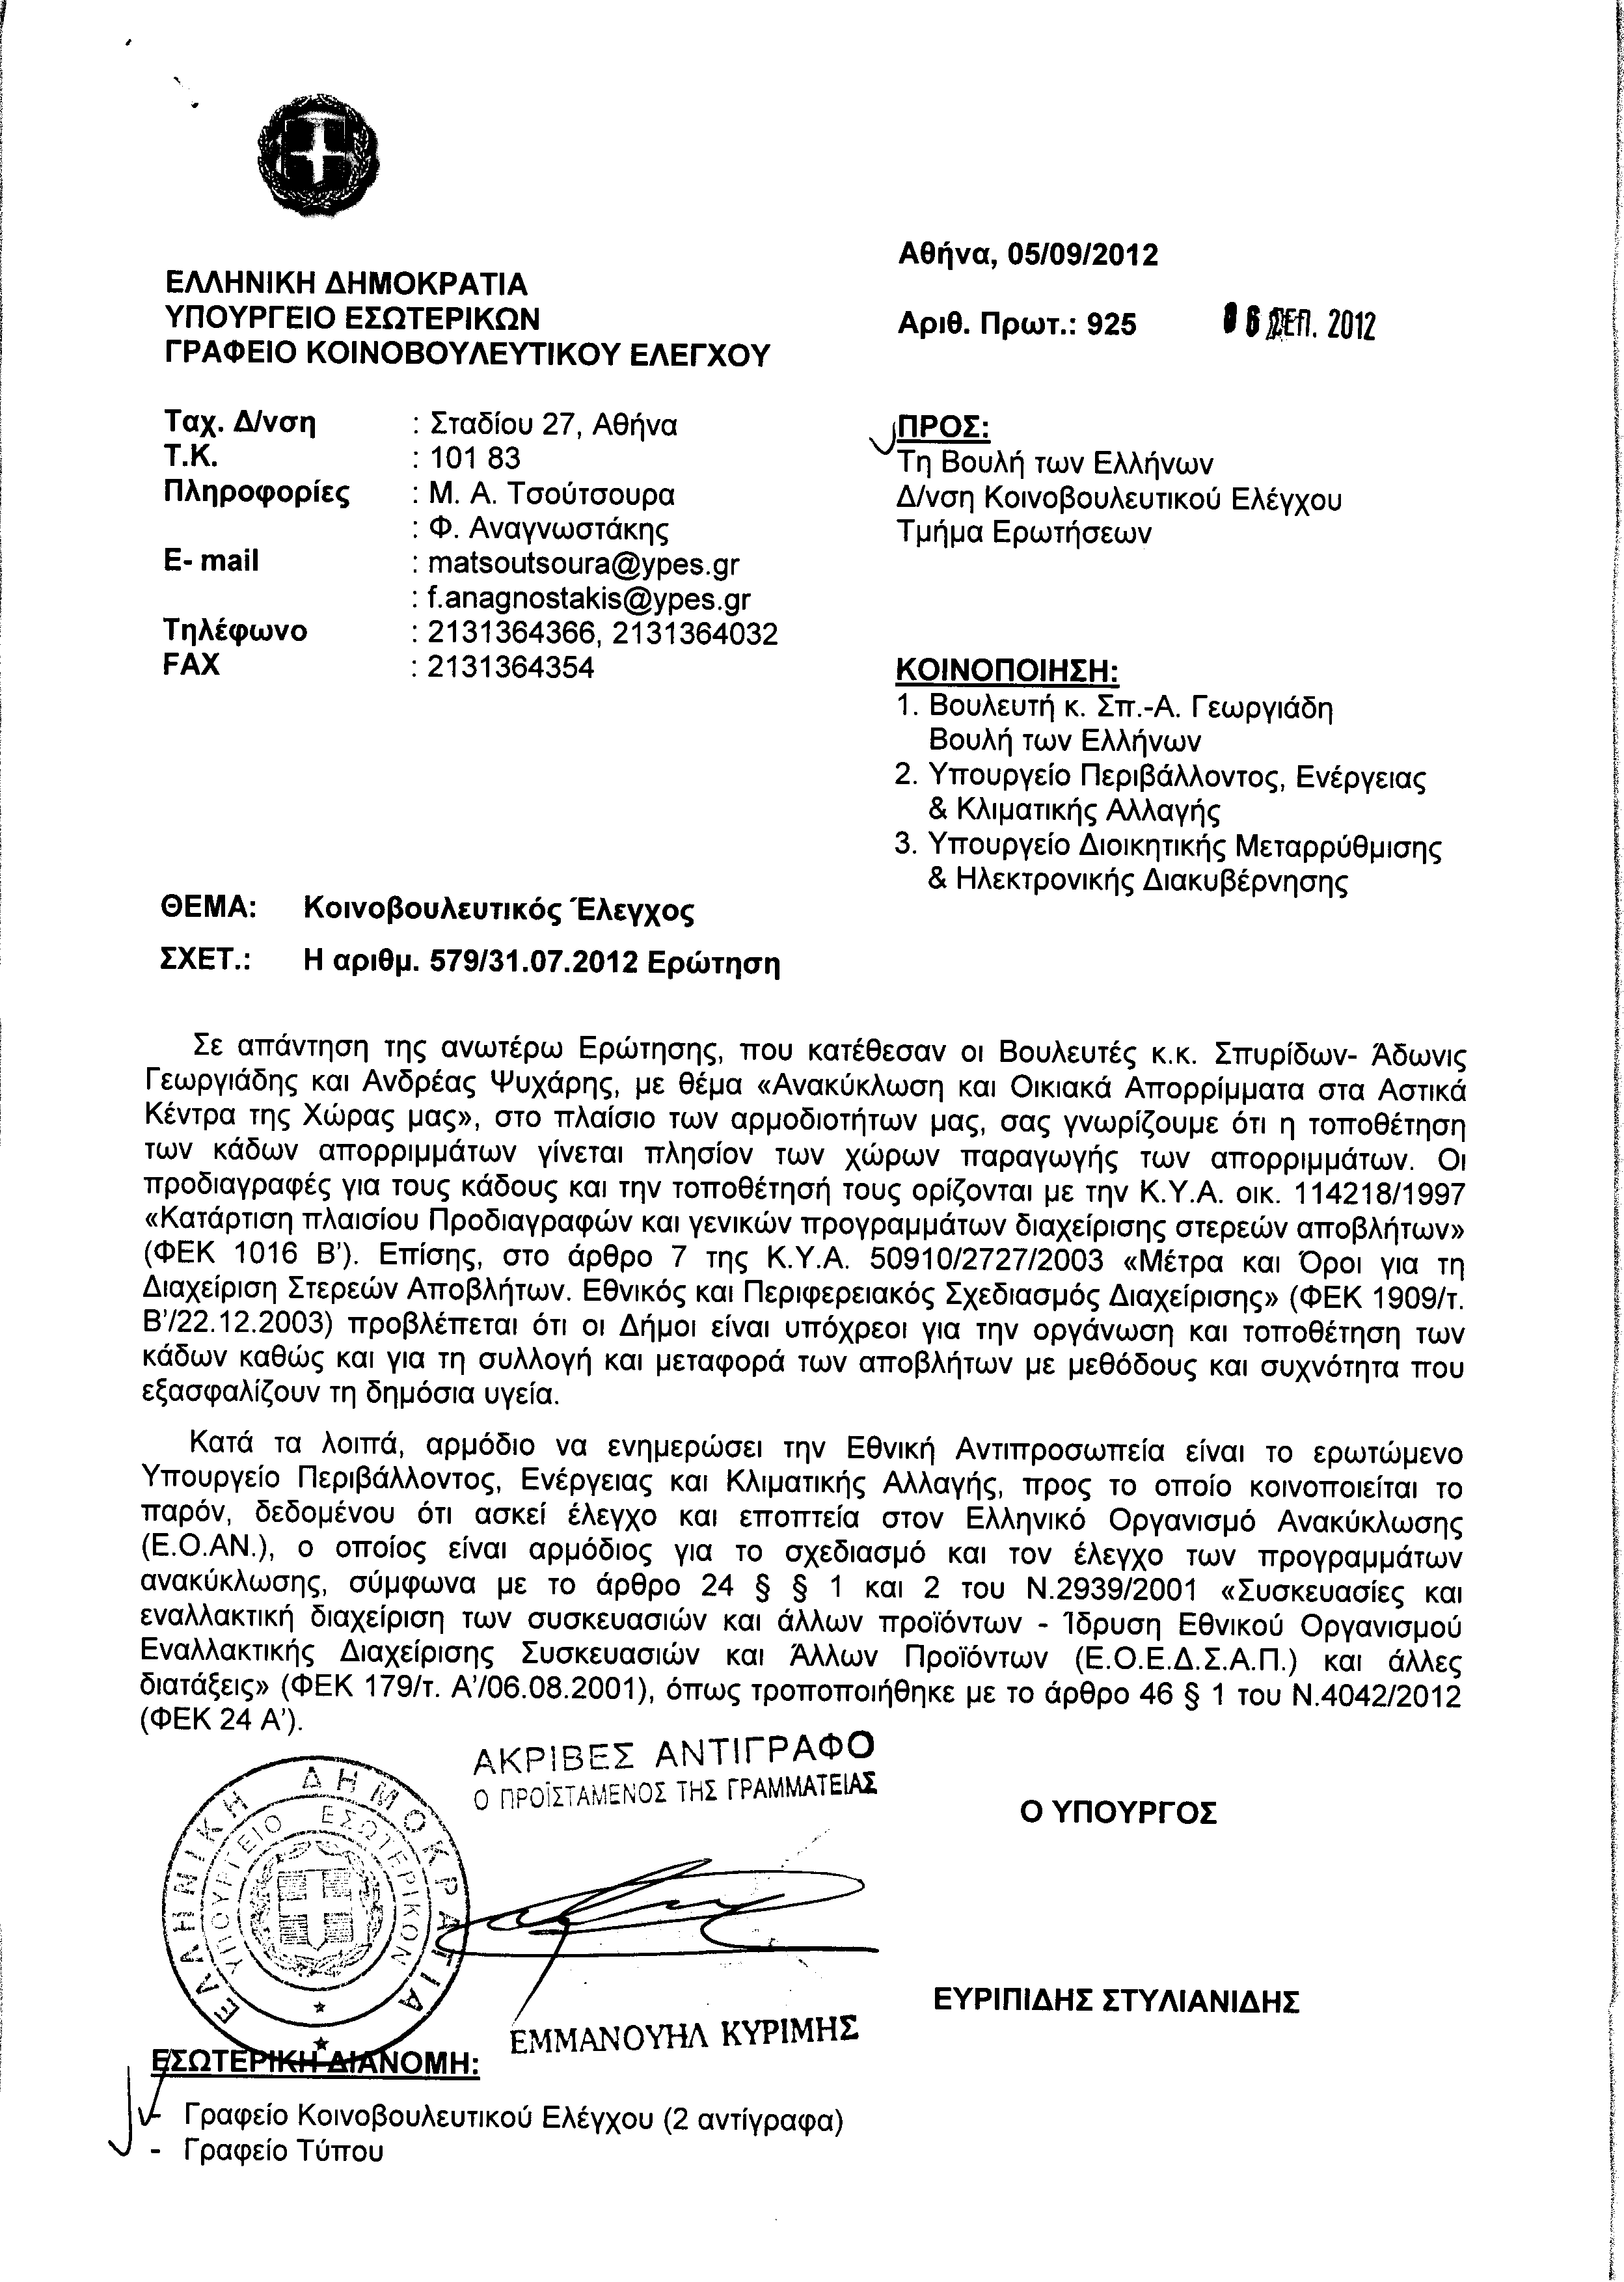 ΕΛΛΗΝΙΚΗ ΔΗΜΟΚΡΑΤΙΑ
ΥΠΟΥΡΓΕΙΟ ΕΣΩΤΕΡΙΚΩΝ
ΓΡΑΦΕΙΟ ΚΟΙΝΟΒΟΥΛΕΥΤΙΚΟΥ ΕΛΕΓΧΟΥ
Αθήνα, 05/09/2012
Αριθ. Πρωτ.: 925 06 ΣΕΠ. 2012
Ταχ. Δ/νση : Σταδίου 27, Αθήνα
Τ.Κ. : 101 83
Πληροφορίες : Μ. Α. Τσούτσουρα
: Φ. Αναγνωστάκης
E- mail : matsoutsoura@ypes.gr
: f.anagnostakis@ypes.gr
Τηλέφωνο : 2131364366, 2131364032
FAX : 2131364354
ΠΡΟΣ:
Τη Βουλή των Ελλήνων
Δ/νση Κοινοβουλευτικού Ελέγχου
Τμήμα Ερωτήσεων
ΚΟΙΝΟΠΟΙΗΣΗ:
1. Βουλευτή κ. Σπ.-Α. Γεωργιάδη
Βουλή των Ελλήνων
2. Υπουργείο Περιβάλλοντος, Ενέργειας
& Κλιματικής Αλλαγής
3. Υπουργείο Διοικητικής Μεταρρύθμισης
& Ηλεκτρονικής Διακυβέρνησης
ΘΕΜΑ: Κοινοβουλευτικός Έλεγχος
ΣΧΕΤ.: Η αριθμ. 579/31.07.2012 Ερώτηση
Σε απάντηση της ανωτέρω Ερώτησης, που κατέθεσαν οι Βουλευτές κ.κ. Σπυρίδων- Άδωνις
Γεωργιάδης και Ανδρέας Ψυχάρης, με θέμα «Ανακύκλωση και Οικιακά Απορρίμματα στα Αστικά
Κέντρα της Χώρας μας», στο πλαίσιο των αρμοδιοτήτων μας, σας γνωρίζουμε ότι η τοποθέτηση
των κάδων απορριμμάτων γίνεται πλησίον των χώρων παραγωγής των απορριμμάτων. Οι
προδιαγραφές για τους κάδους και την τοποθέτησή τους ορίζονται με την Κ.Υ.Α. οικ. 114218/1997
«Κατάρτιση πλαισίου Προδιαγραφών και γενικών προγραμμάτων διαχείρισης στερεών αποβλήτων»
(ΦΕΚ 1016 Β’). Επίσης, στο άρθρο 7 της Κ.Υ.Α. 50910/2727/2003 «Μέτρα και Όροι για τη
Διαχείριση Στερεών Αποβλήτων. Εθνικός και Περιφερειακός Σχεδιασμός Διαχείρισης» (ΦΕΚ 1909/τ.
Β’/22.12.2003) προβλέπεται ότι οι Δήμοι είναι υπόχρεοι για την οργάνωση και τοποθέτηση των
κάδων καθώς και για τη συλλογή και μεταφορά των αποβλήτων με μεθόδους και συχνότητα που
εξασφαλίζουν τη δημόσια υγεία.
Κατά τα λοιπά, αρμόδιο να ενημερώσει την Εθνική Αντιπροσωπεία είναι το ερωτώμενο
Υπουργείο Περιβάλλοντος, Ενέργειας και Κλιματικής Αλλαγής, προς το οποίο κοινοποιείται το
παρόν, δεδομένου ότι ασκεί έλεγχο και εποπτεία στον Ελληνικό Οργανισμό Ανακύκλωσης
(Ε.Ο.ΑΝ.), ο οποίος είναι αρμόδιος για το σχεδιασμό και τον έλεγχο των προγραμμάτων
ανακύκλωσης, σύμφωνα με το άρθρο 24 § § 1 και 2 του Ν.2939/2001 «Συσκευασίες και
εναλλακτική διαχείριση των συσκευασιών και άλλων προϊόντων - Ίδρυση Εθνικού Οργανισμού
Εναλλακτικής Διαχείρισης Συσκευασιών και Άλλων Προϊόντων (Ε.Ο.Ε.Δ.Σ.Α.Π.) και άλλες
διατάξεις» (ΦΕΚ 179/τ. Α’/06.08.2001), όπως τροποποιήθηκε με το άρθρο 46 § 1 του Ν.4042/2012
(ΦΕΚ 24 Α’).
ΑΚΡΙΒΕΣ ΑΝΤΙΓΡΑΦΟ
Ο ΠΡΟΪΣΤΑΜΕΝΟΣ ΤΗΣ ΓΡΑΜΜΑΤΕΙΑΣ
ΕΛΛΗΝΙΚΗ ΔΗΜΟΚΡΑΤΙΑ
ΥΠΟΥΡΓΕΙΟ ΕΣΩΤΕΡΙΚΩΝ
Ο ΥΠΟΥΡΓΟΣ
ΕΥΡΙΠΙΔΗΣ ΣΤΥΛΙΑΝΙΔΗΣ
ΕΜΜΑΝΟΥΗΛ ΚΥΡΙΜΗΣ
ΕΣΩΤΕΡΙΚΗ ΔΙΑΝΟΜΗ:
- Γραφείο Κοινοβουλευτικού Ελέγχου (2 αντίγραφα)
- Γραφείο Τύπου